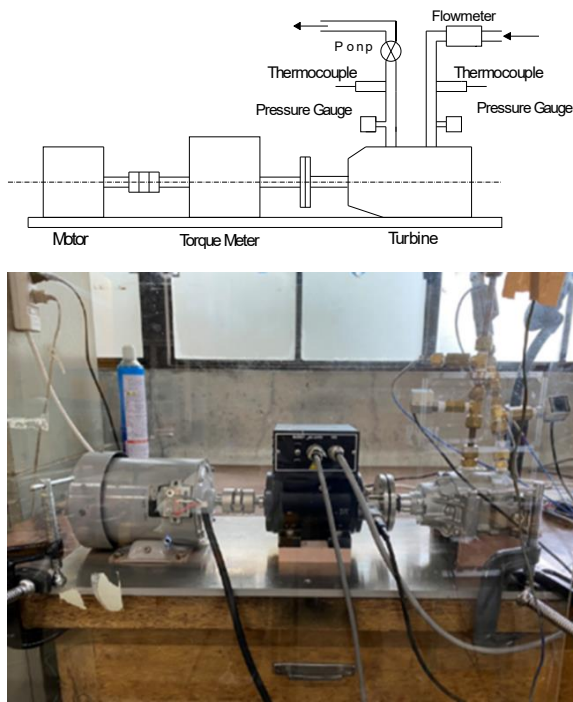 Flowmeter
Ponp
Thermocouple
Thermocouple
Pressure Gauge
Pressure Gauge
Motor
Torque Meter
Turbine